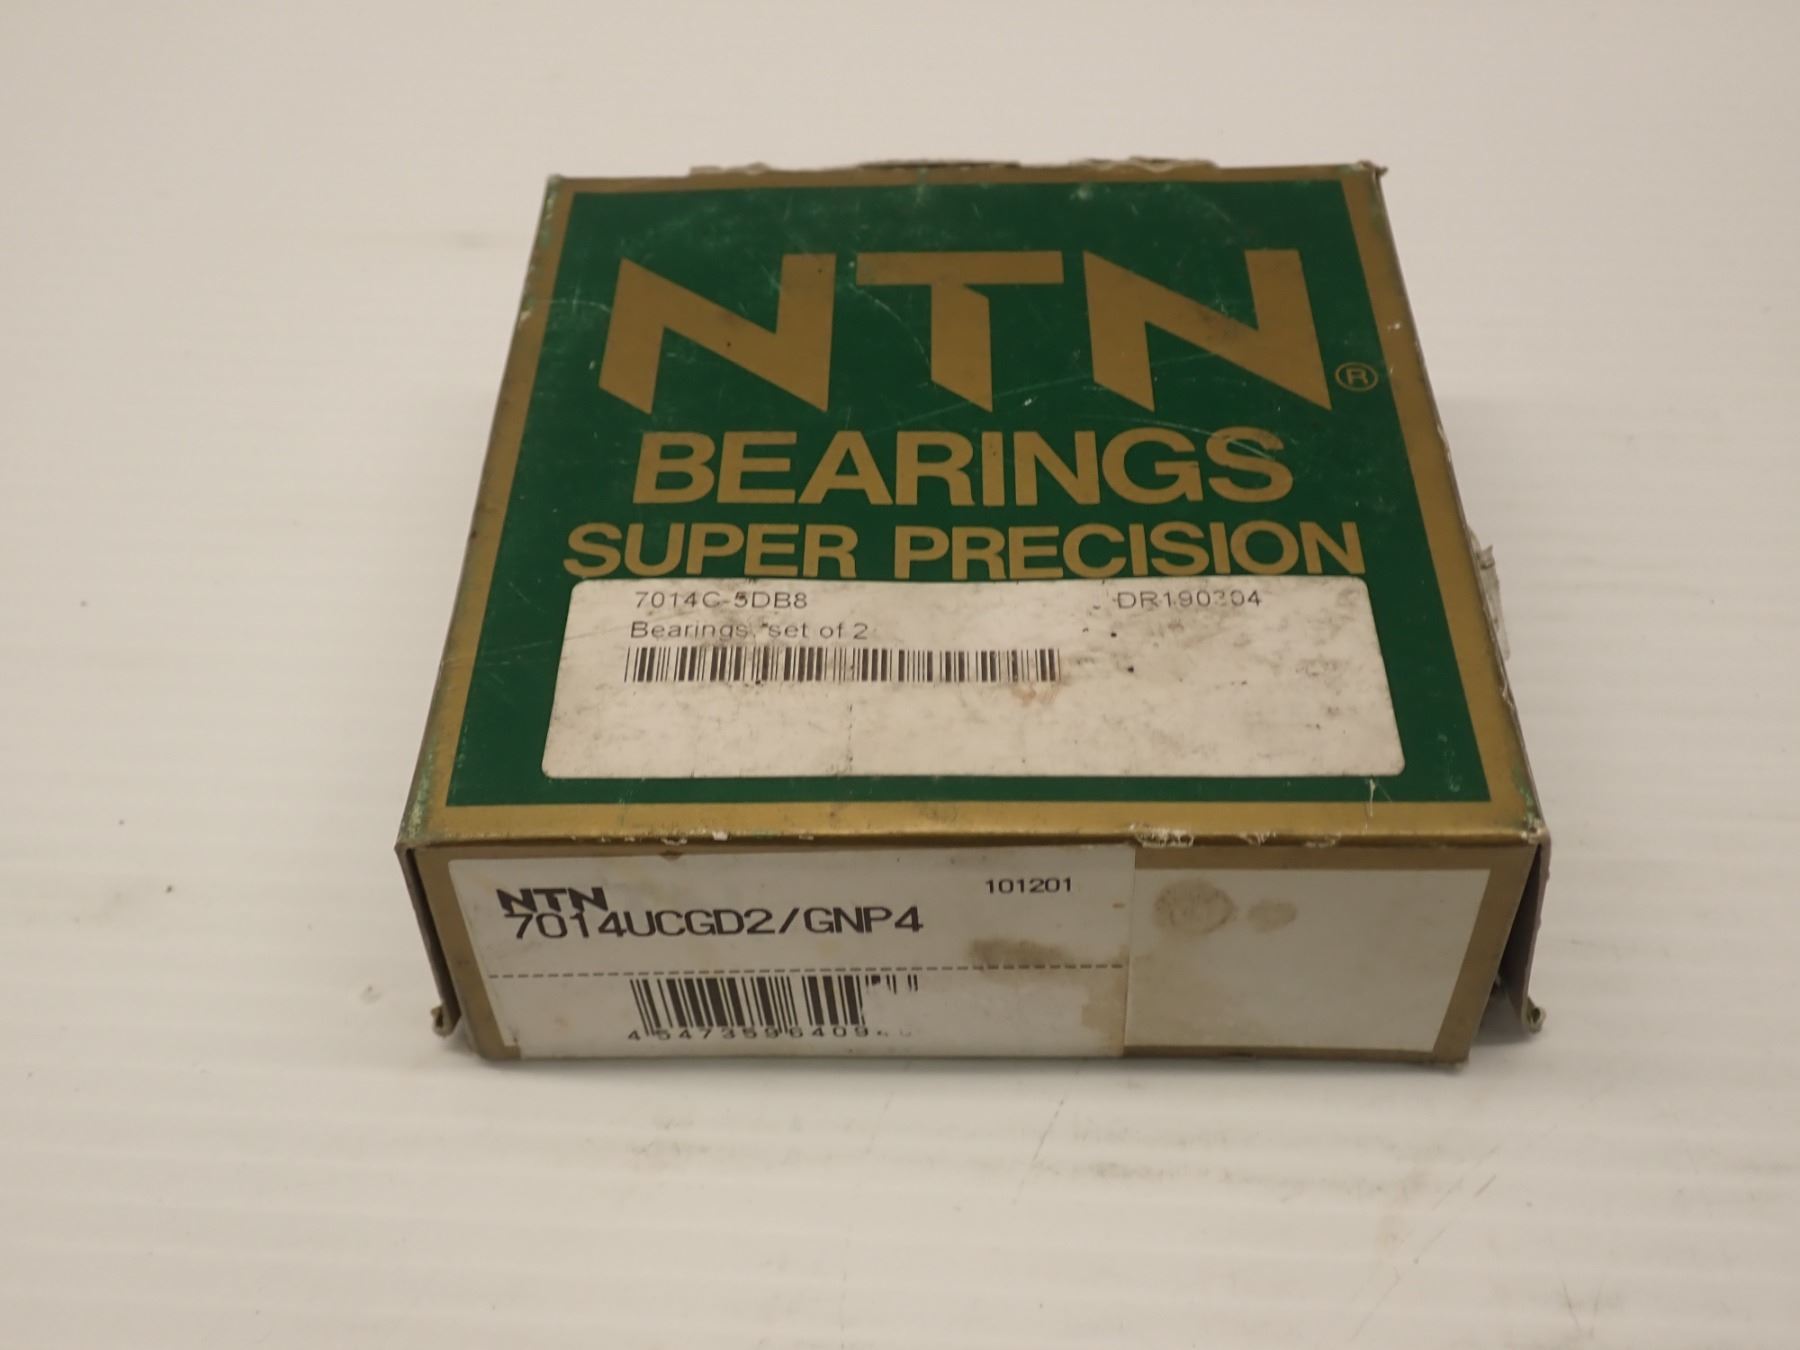 NTN®
BEARINGS
SUPER PRECISION
7014C-5DB8 DR190304
Bearings, set of 2
NTN 101201
7014UCGD2/GNP4